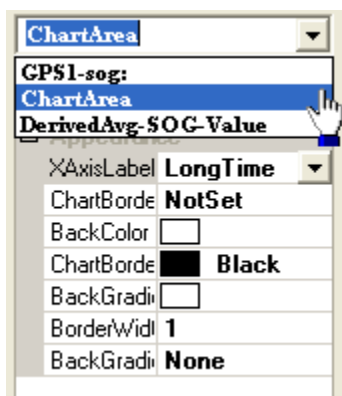 ChartArea
GPS1-sog:
ChartArea
DerivedAvg-SOG-Value
Appearance
XAxisLabel LongTime
ChartBorde NotSet
BackColor
ChartBorde Black
BackGradi
BorderWidt 1
BackGradi None